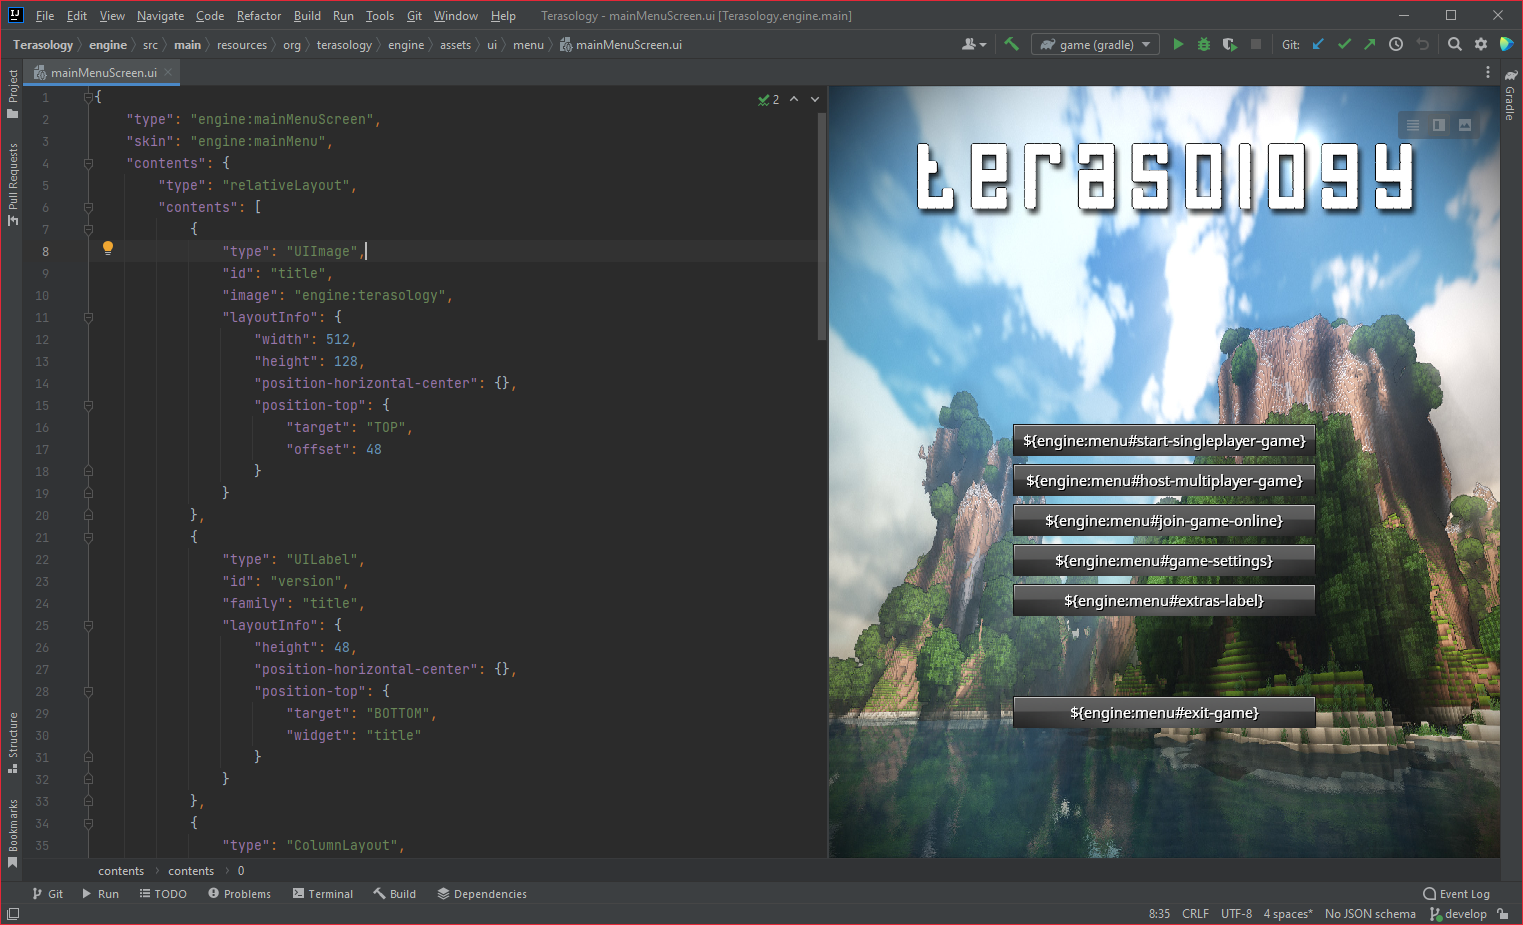 File Edit View Navigate Code Refactor Build Run Tools Git Window Help Terasology - mainMenuScreen.ui [Terasology.engine.main]
Terasology engine src main resources org terasology engine assets ui menu mainMenuScreen.ui game (gradle) Git:
mainMenuScreen.ui
Project
Pull Requests
Structure
Bookmarks
Gradle
2
1 {
2 "type": "engine:mainMenuScreen",
3 "skin": "engine:mainMenu",
4 "contents": {
5 "type": "relativeLayout",
6 "contents": [
7 {
8 "type": "UIImage",
9 "id": "title",
10 "image": "engine:terasology",
11 "layoutInfo": {
12 "width": 512,
13 "height": 128,
14 "position-horizontal-center": {},
15 "position-top": {
16 "target": "TOP",
17 "offset": 48
18 }
19 }
20 },
21 {
22 "type": "UILabel",
23 "id": "version",
24 "family": "title",
25 "layoutInfo": {
26 "height": 48,
27 "position-horizontal-center": {},
28 "position-top": {
29 "target": "BOTTOM",
30 "widget": "title"
31 }
32 }
33 },
34 {
35 "type": "ColumnLayout",
terasology
${engine:menu#start-singleplayer-game}
${engine:menu#host-multiplayer-game}
${engine:menu#join-game-online}
${engine:menu#game-settings}
${engine:menu#extras-label}
${engine:menu#exit-game}
contents contents 0
Git Run TODO Problems Terminal Build Dependencies Event Log
8:35 CRLF UTF-8 4 spaces* No JSON schema develop